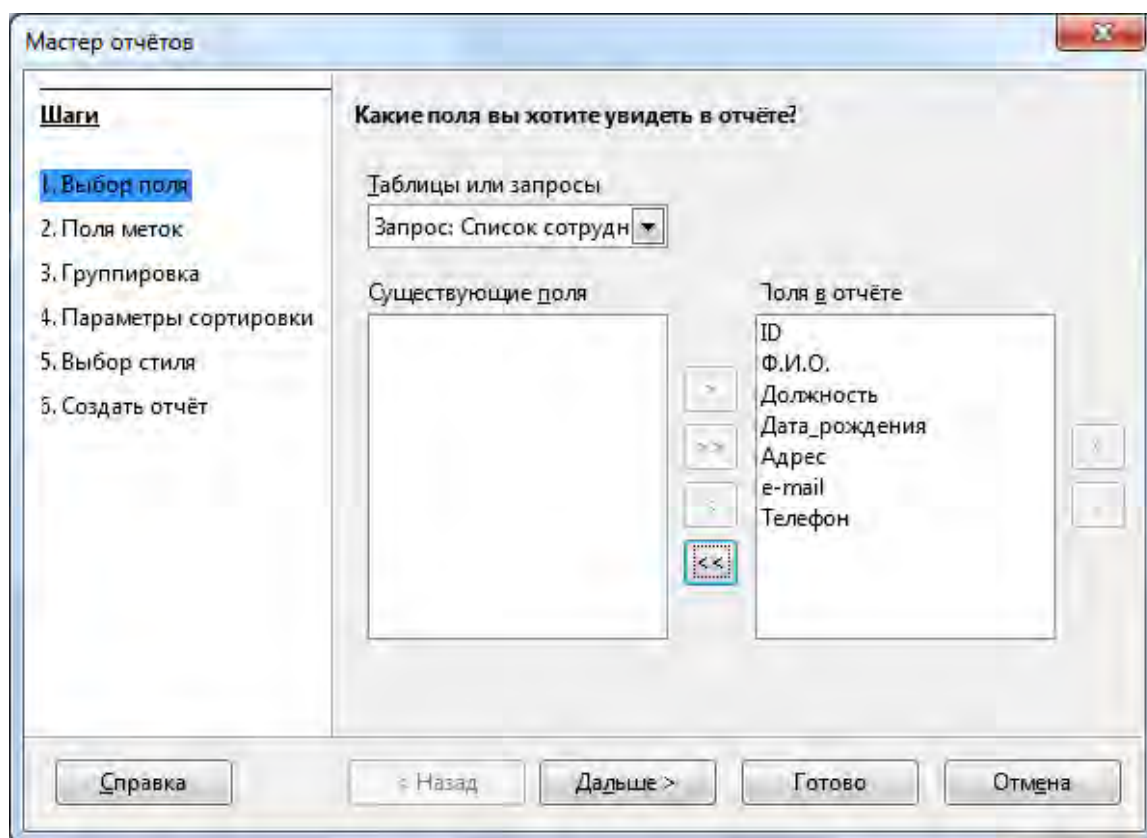 Мастер отчётов
Шаги
1. Выбор поля
2. Поля меток
3. Группировка
4. Параметры сортировки
5. Выбор стиля
6. Создать отчёт
Какие поля вы хотите увидеть в отчёте?
Таблицы или запросы
Запрос: Список сотрудн
Существующие поля
>
>>
<
<<
Поля в отчёте
ID
Ф.И.О.
Должность
Дата_рождения
Адрес
e-mail
Телефон
Справка
< Назад
Дальше >
Готово
Отмена